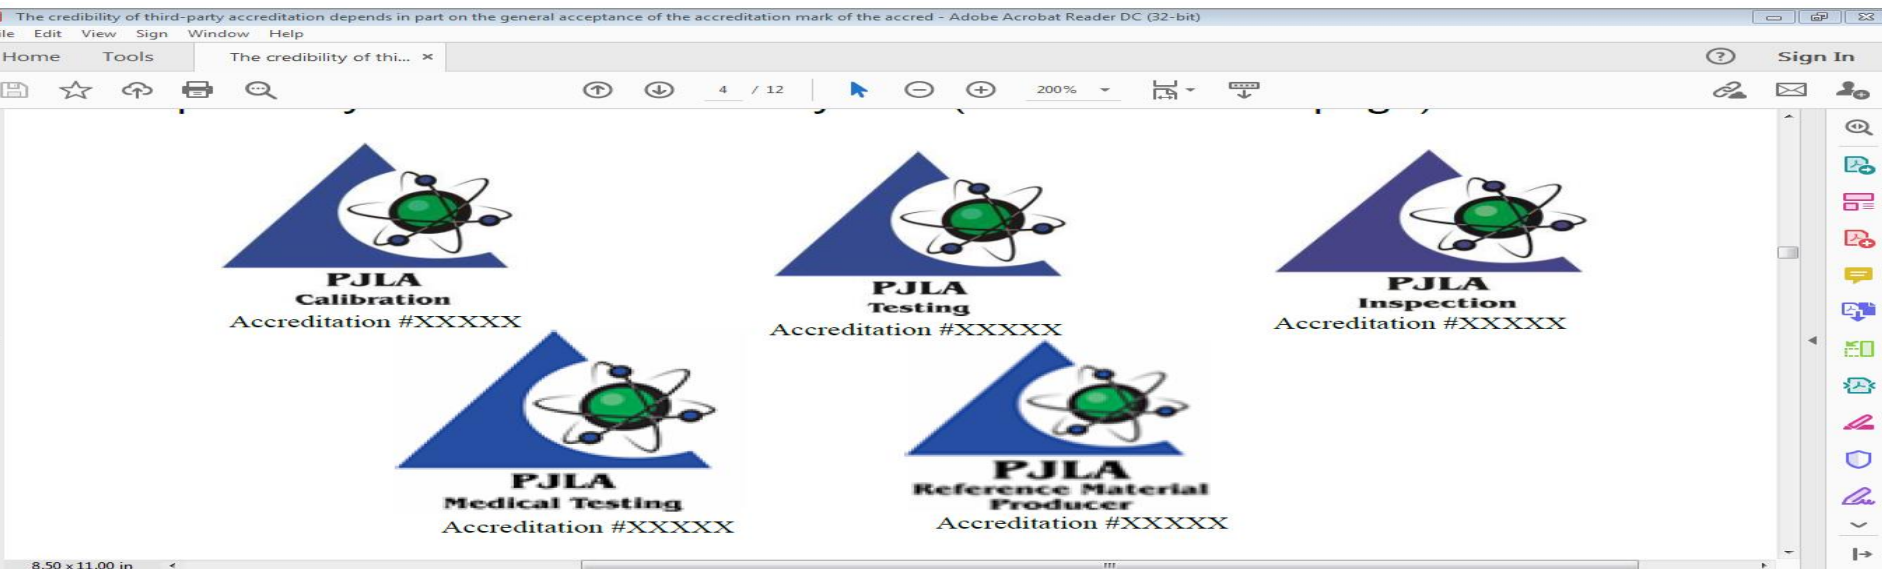 The credibility of third-party accreditation depends in part on the general acceptance of the accreditation mark of the accred - Adobe Acrobat Reader DC (32-bit)
Edit View Sign Window Help
Home Tools The credibility of thi... × Sign In
4 / 12 200%
PJLA
Calibration
Accreditation #XXXXX
PJLA
Testing
Accreditation #XXXXX
PJLA
Inspection
Accreditation #XXXXX
PJLA
Medical Testing
Accreditation #XXXXX
PJLA
Reference Material
Producer
Accreditation #XXXXX
8.50 x 11.00 in